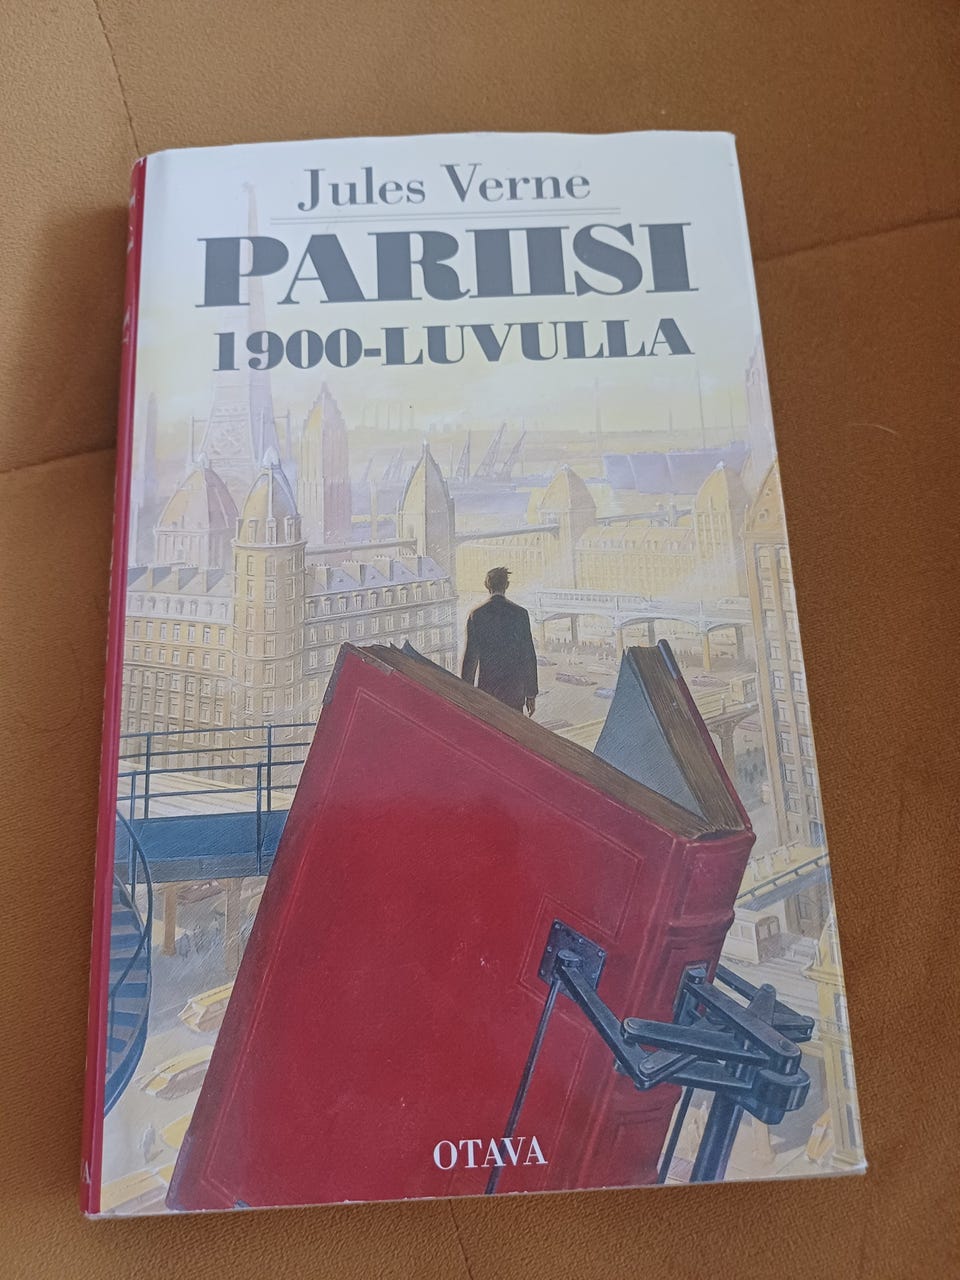 Jules Verne
PARIISI
1900-LUVULLA
OTAVA